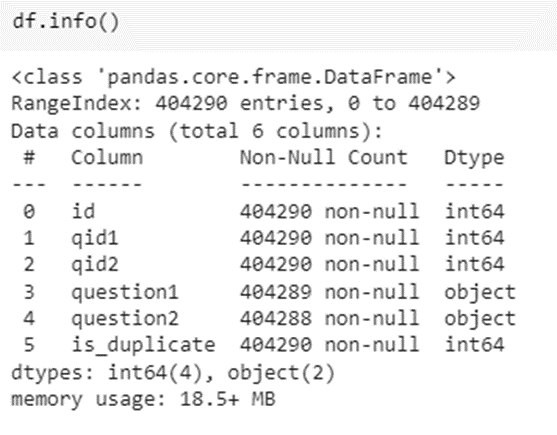 df.info()
<class 'pandas.core.frame.DataFrame'>
RangeIndex: 404290 entries, 0 to 404289
Data columns (total 6 columns):
 #   Column        Non-Null Count   Dtype
---  ------        --------------   -----
 0   id            404290 non-null  int64
 1   qid1          404290 non-null  int64
 2   qid2          404290 non-null  int64
 3   question1     404289 non-null  object
 4   question2     404288 non-null  object
 5   is_duplicate  404290 non-null  int64
dtypes: int64(4), object(2)
memory usage: 18.5+ MB